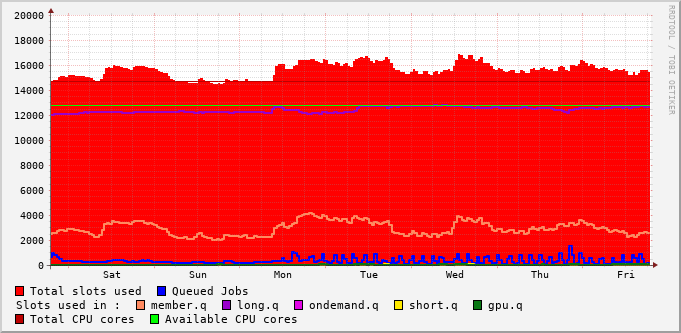 20000
18000
16000
14000
12000
10000
8000
6000
4000
2000
0
Sat Sun Mon Tue Wed Thu Fri
RRDTOOL / TOBI OETIKER
Total slots used Queued Jobs
Slots used in : member.q long.q ondemand.q short.q gpu.q
Total CPU cores Available CPU cores